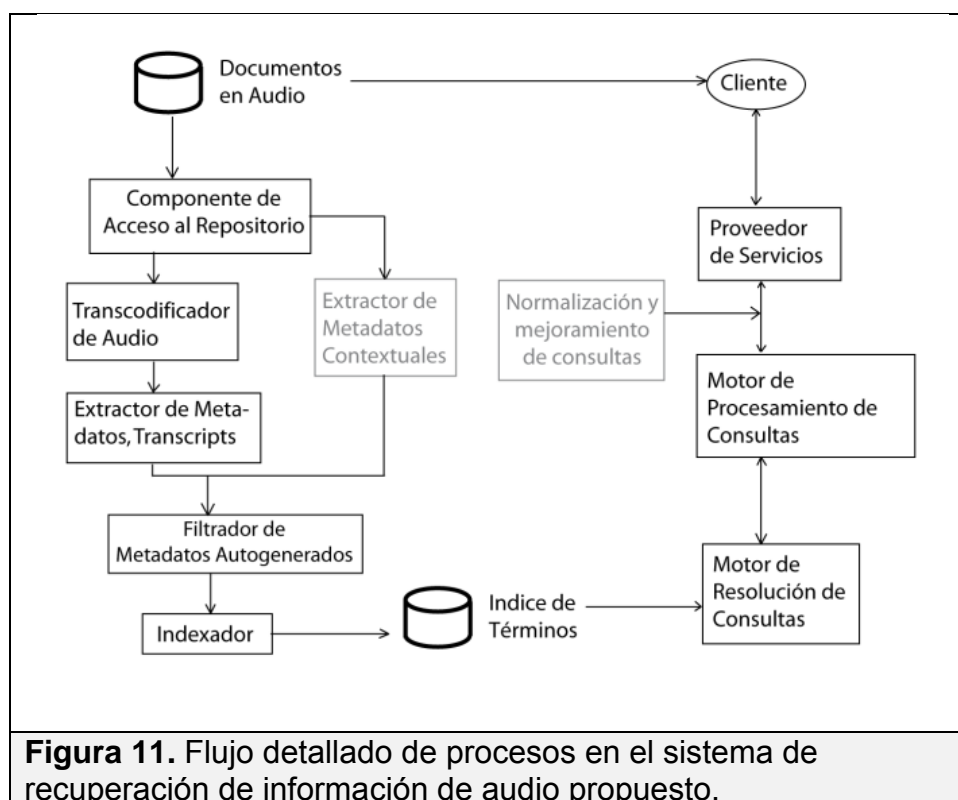 Documentos
en Audio
Cliente
Componente de
Acceso al Repositorio
Proveedor
de Servicios
Transcodificador
de Audio
Extractor de
Metadatos
Contextuales
Normalización y
mejoramiento
de consultas
Extractor de Meta-
datos, Transcripts
Motor de
Procesamiento de
Consultas
Filtrador de
Metadatos Autogenerados
Motor de
Resolución de
Consultas
Indexador
Indice de
Términos
Figura 11. Flujo detallado de procesos en el sistema de
recuperación de información de audio propuesto.